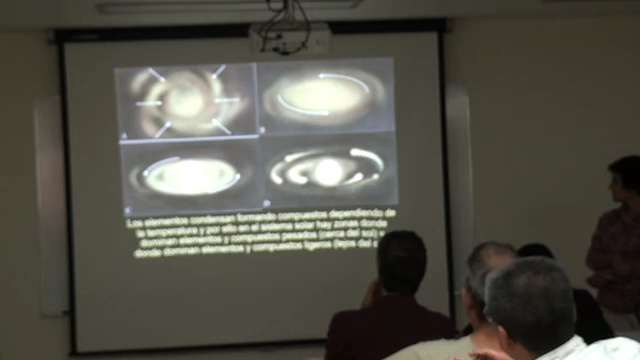 A
B
C
D
Los elementos condensan formando compuestos dependiendo de
la temperatura y por ello en el sistema solar hay zonas donde
dominan elementos y compuestos pesados (cerca del sol) y
donde dominan elementos y compuestos ligeros (lejos del